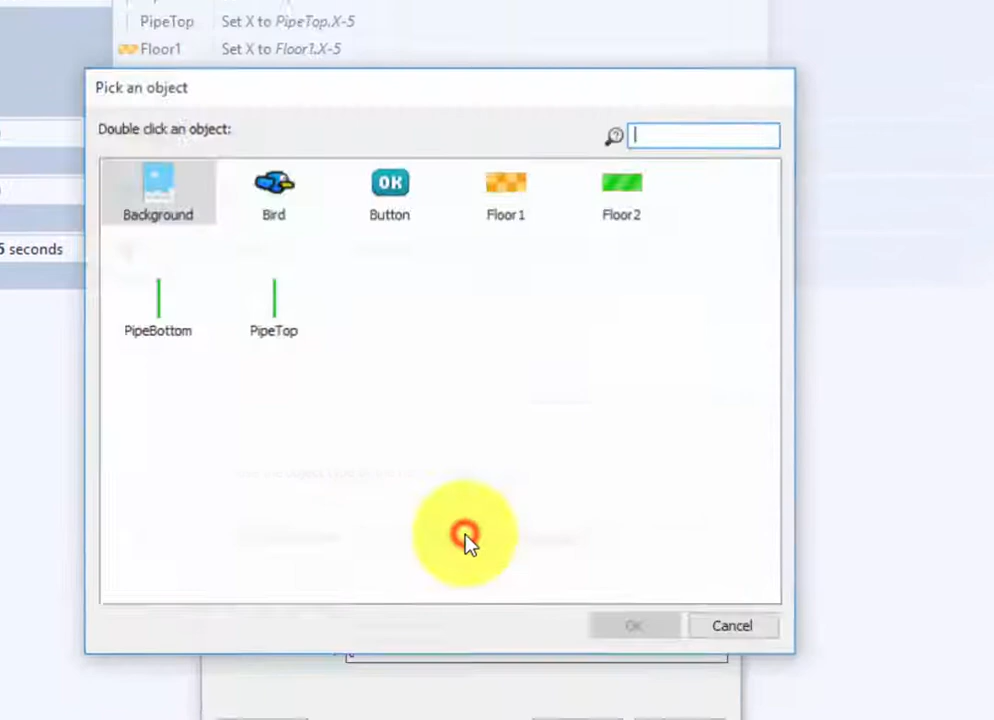 PipeTop Set X to PipeTop.X-5
Floor1 Set X to Floor1.X-5
Pick an object
Double click an object:
OK
Background Bird Button Floor1 Floor2
5 seconds
PipeBottom PipeTop
OK Cancel